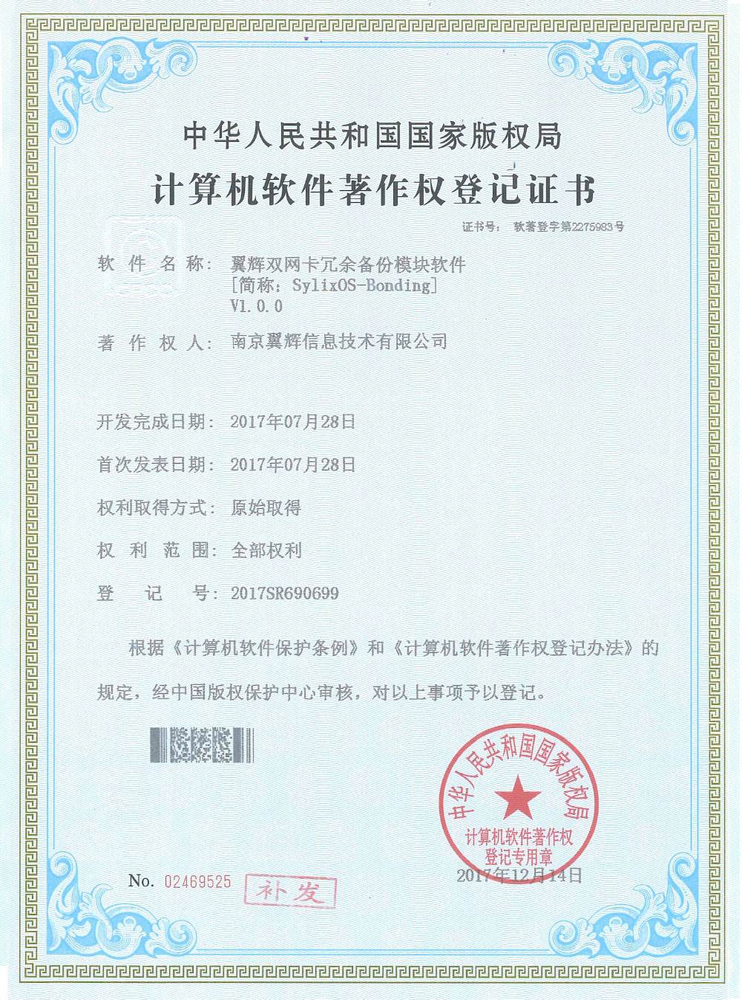 中华人民共和国国家版权局
计算机软件著作权登记证书
证书号： 软著登字第2275983号
软件名称： 翼辉双网卡冗余备份模块软件
[简称：SylixOS-Bonding]
V1.0.0
著作权人： 南京翼辉信息技术有限公司
开发完成日期： 2017年07月28日
首次发表日期： 2017年07月28日
权利取得方式： 原始取得
权利范围： 全部权利
登记号： 2017SR690699
根据《计算机软件保护条例》和《计算机软件著作权登记办法》的
规定，经中国版权保护中心审核，对以上事项予以登记。
中华人民共和国国家版权局
计算机软件著作权
登记专用章
2017年12月14日
No. 02469525
补发